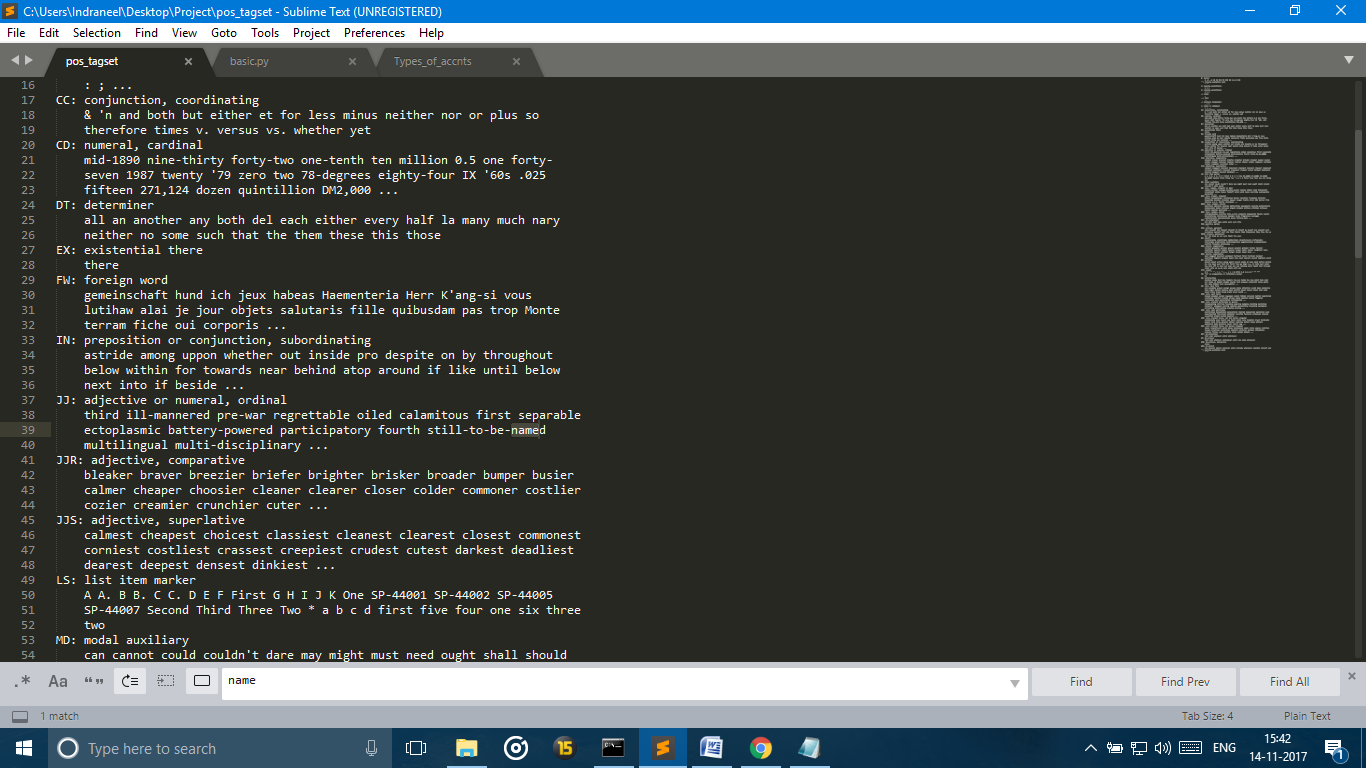 C:\Users\Indraneel\Desktop\Project\pos_tagset - Sublime Text (UNREGISTERED)
File Edit Selection Find View Goto Tools Project Preferences Help
pos_tagset basic.py Types_of_accnts
16 : ; ...
17 CC: conjunction, coordinating
18 & 'n and both but either et for less minus neither nor or plus so
19 therefore times v. versus vs. whether yet
20 CD: numeral, cardinal
21 mid-1890 nine-thirty forty-two one-tenth ten million 0.5 one forty-
22 seven 1987 twenty '79 zero two 78-degrees eighty-four IX '60s .025
23 fifteen 271,124 dozen quintillion DM2,000 ...
24 DT: determiner
25 all an another any both del each either every half la many much nary
26 neither no some such that the them these this those
27 EX: existential there
28 there
29 FW: foreign word
30 gemeinschaft hund ich jeux habeas Haementeria Herr K'ang-si vous
31 lutihaw alai je jour objets salutaris fille quibusdam pas trop Monte
32 terram fiche oui corporis ...
33 IN: preposition or conjunction, subordinating
34 astride among uppon whether out inside pro despite on by throughout
35 below within for towards near behind atop around if like until below
36 next into if beside ...
37 JJ: adjective or numeral, ordinal
38 third ill-mannered pre-war regrettable oiled calamitous first separable
39 ectoplasmic battery-powered participatory fourth still-to-be-named
40 multilingual multi-disciplinary ...
41 JJR: adjective, comparative
42 bleaker braver breezier briefer brighter brisker broader bumper busier
43 calmer cheaper choosier cleaner clearer closer colder commoner costlier
44 cozier creamier crunchier cuter ...
45 JJS: adjective, superlative
46 calmest cheapest choicest classiest cleanest clearest closest commonest
47 corniest costliest crassest creepiest crudest cutest darkest deadliest
48 dearest deepest densest dinkiest ...
49 LS: list item marker
50 A A. B B. C C. D E F First G H I J K One SP-44001 SP-44002 SP-44005
51 SP-44007 Second Third Three Two * a b c d first five four one six three
52 two
53 MD: modal auxiliary
54 can cannot could couldn't dare may might must need ought shall should
.* Aa “” name Find Find Prev Find All
1 match Tab Size: 4 Plain Text
Type here to search 15 ENG 15:42
14-11-2017 1